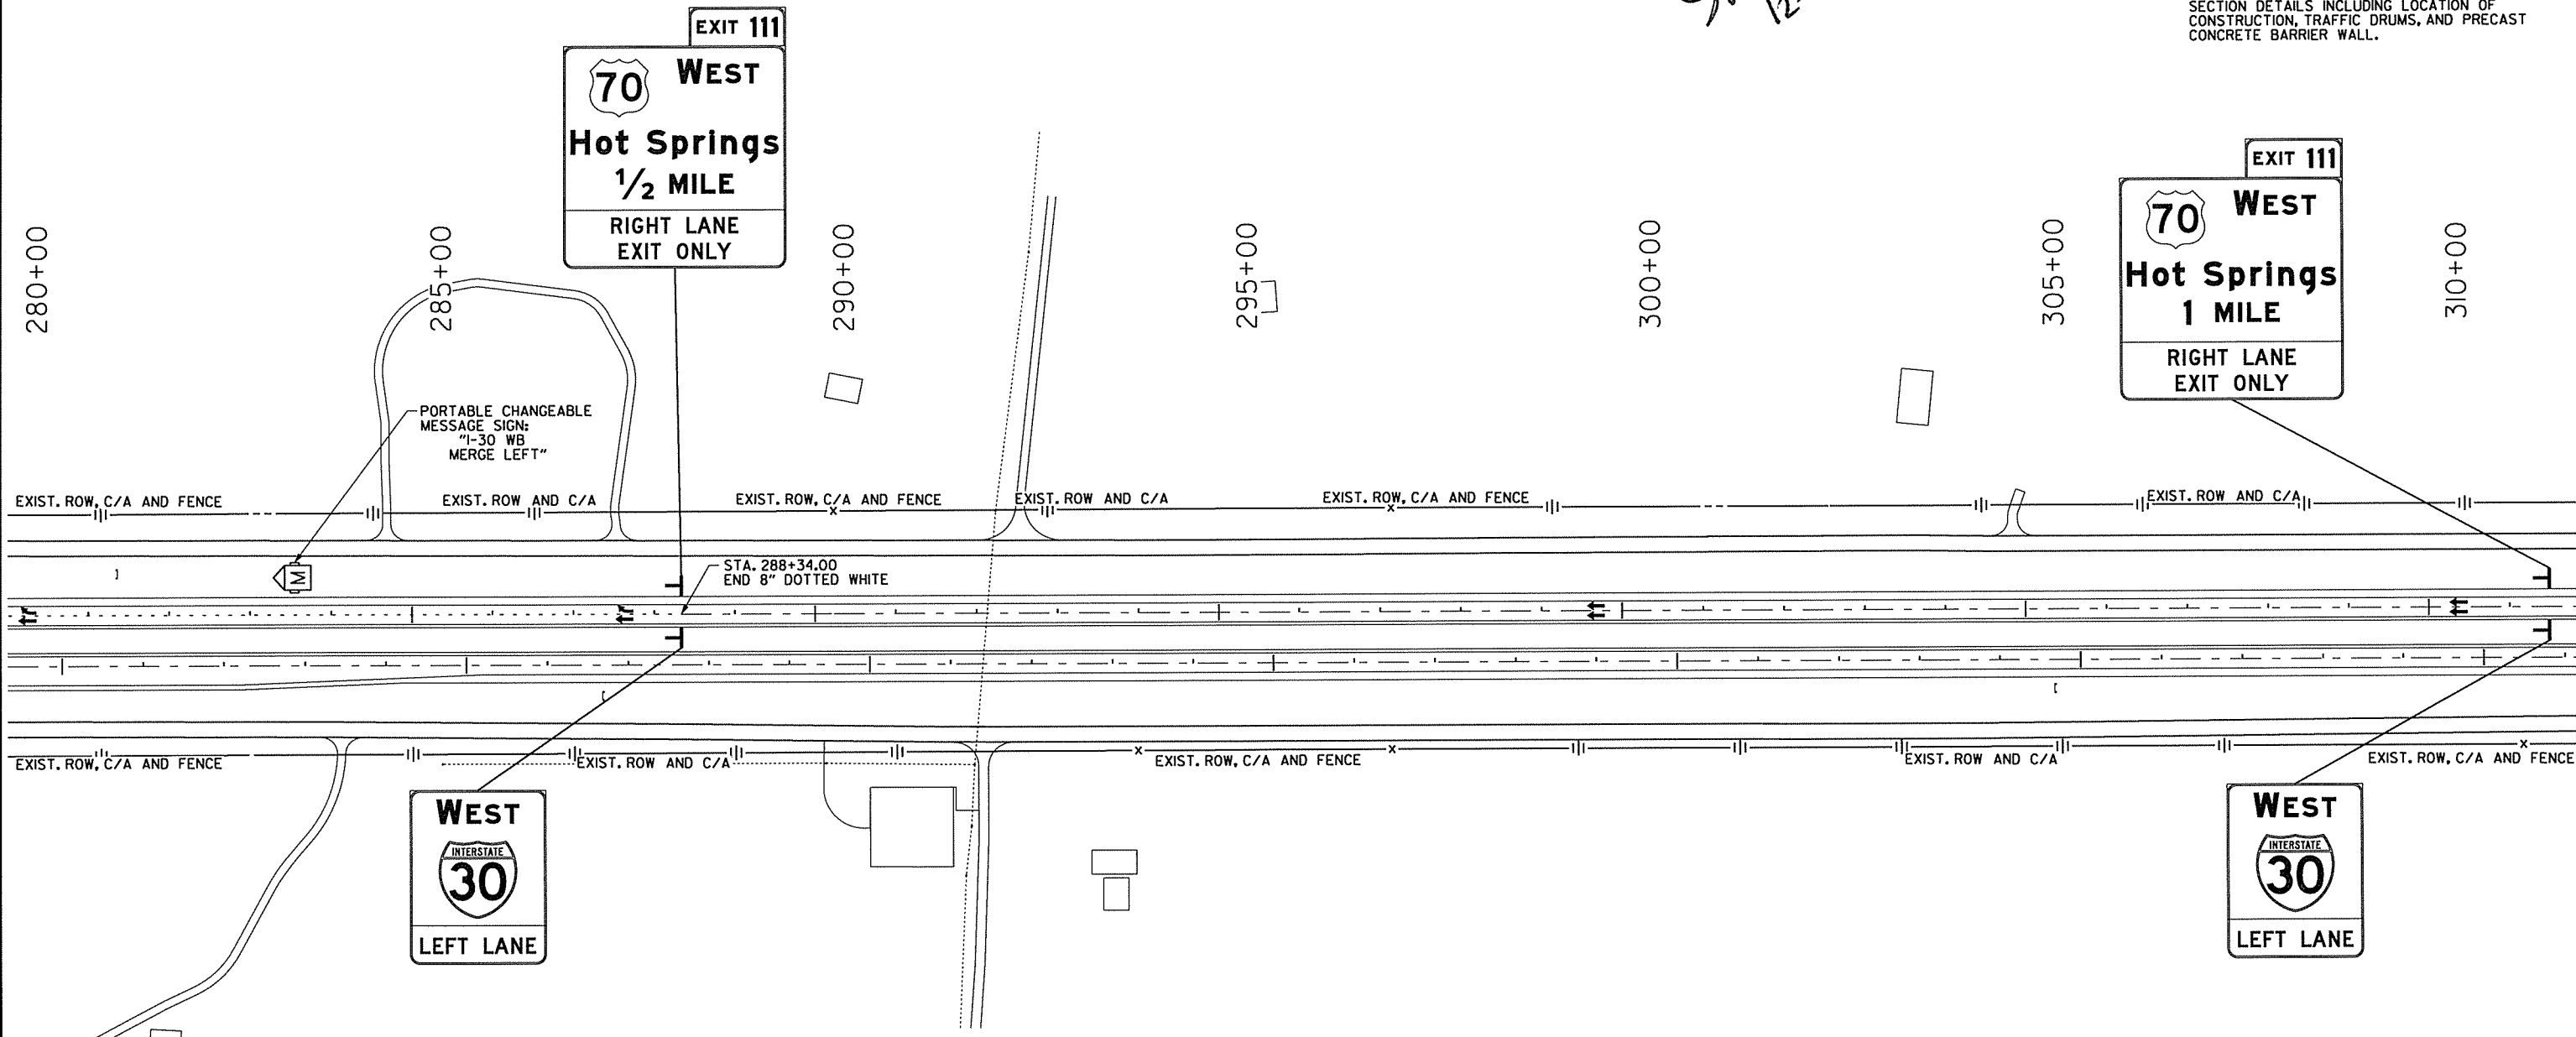 SECTION DETAILS INCLUDING LOCATION OF
CONSTRUCTION, TRAFFIC DRUMS, AND PRECAST
CONCRETE BARRIER WALL.
EXIT 111
70 WEST
Hot Springs
1/2 MILE
RIGHT LANE
EXIT ONLY
EXIT 111
70 WEST
Hot Springs
1 MILE
RIGHT LANE
EXIT ONLY
280+00
285+00
290+00
295+00
300+00
305+00
310+00
PORTABLE CHANGEABLE
MESSAGE SIGN:
"I-30 WB
MERGE LEFT"
EXIST. ROW, C/A AND FENCE
EXIST. ROW AND C/A
EXIST. ROW, C/A AND FENCE
EXIST. ROW AND C/A
EXIST. ROW, C/A AND FENCE
EXIST. ROW AND C/A
M
STA. 288+34.00
END 8" DOTTED WHITE
EXIST. ROW, C/A AND FENCE
EXIST. ROW AND C/A
EXIST. ROW, C/A AND FENCE
EXIST. ROW AND C/A
EXIST. ROW, C/A AND FENCE
WEST
INTERSTATE
30
LEFT LANE
WEST
INTERSTATE
30
LEFT LANE